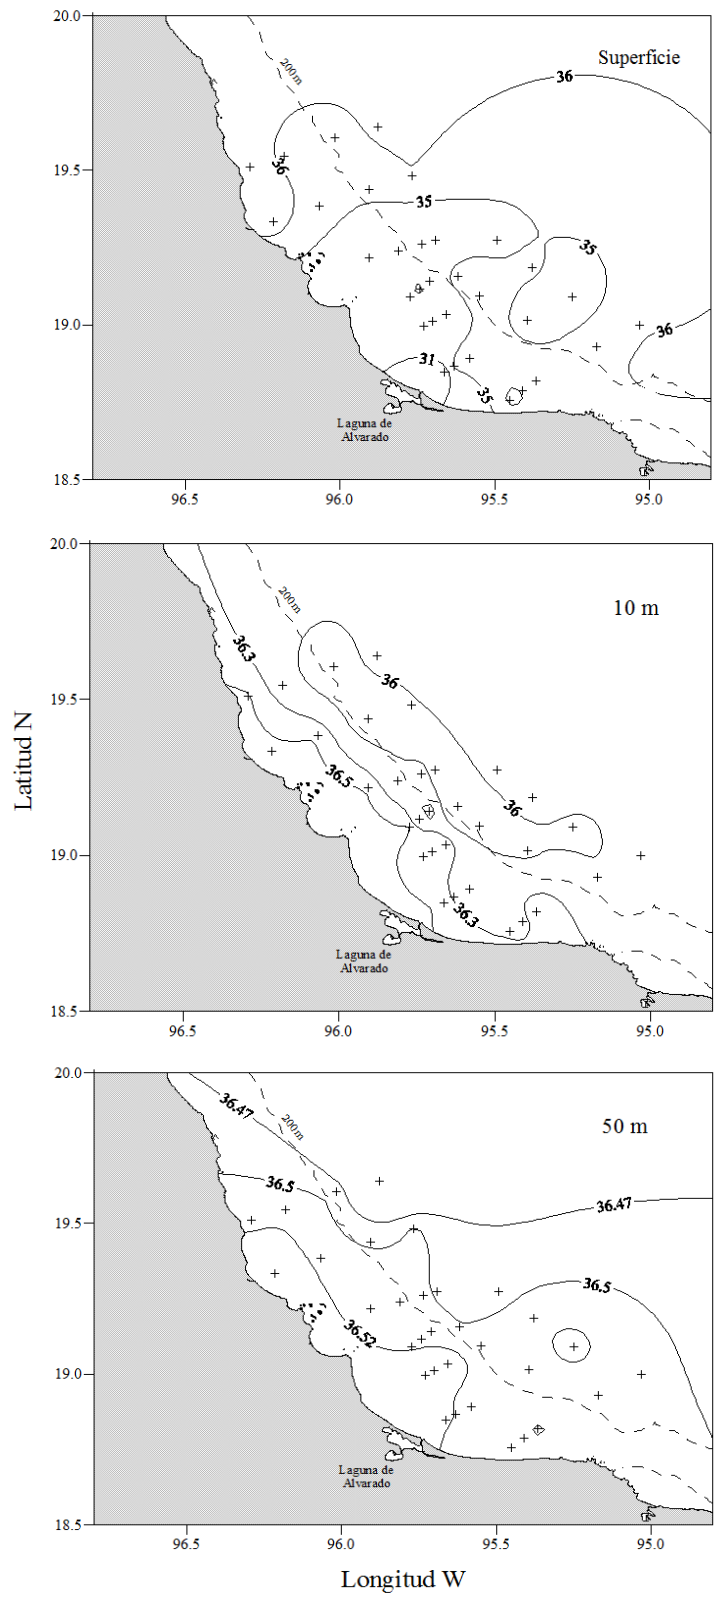 20.0
Superficie
200m
36
19.5
36
35
35
19.0
36
31
35
Laguna de
Alvarado
18.5
96.5
96.0
95.5
95.0
20.0
10 m
200m
36.3
36
19.5
36.5
36
Latitud N
19.0
36.3
Laguna de
Alvarado
18.5
96.5
96.0
95.5
95.0
20.0
50 m
36.47
200m
36.5
36.47
19.5
36.5
36.52
19.0
Laguna de
Alvarado
18.5
96.5
96.0
95.5
95.0
Longitud W